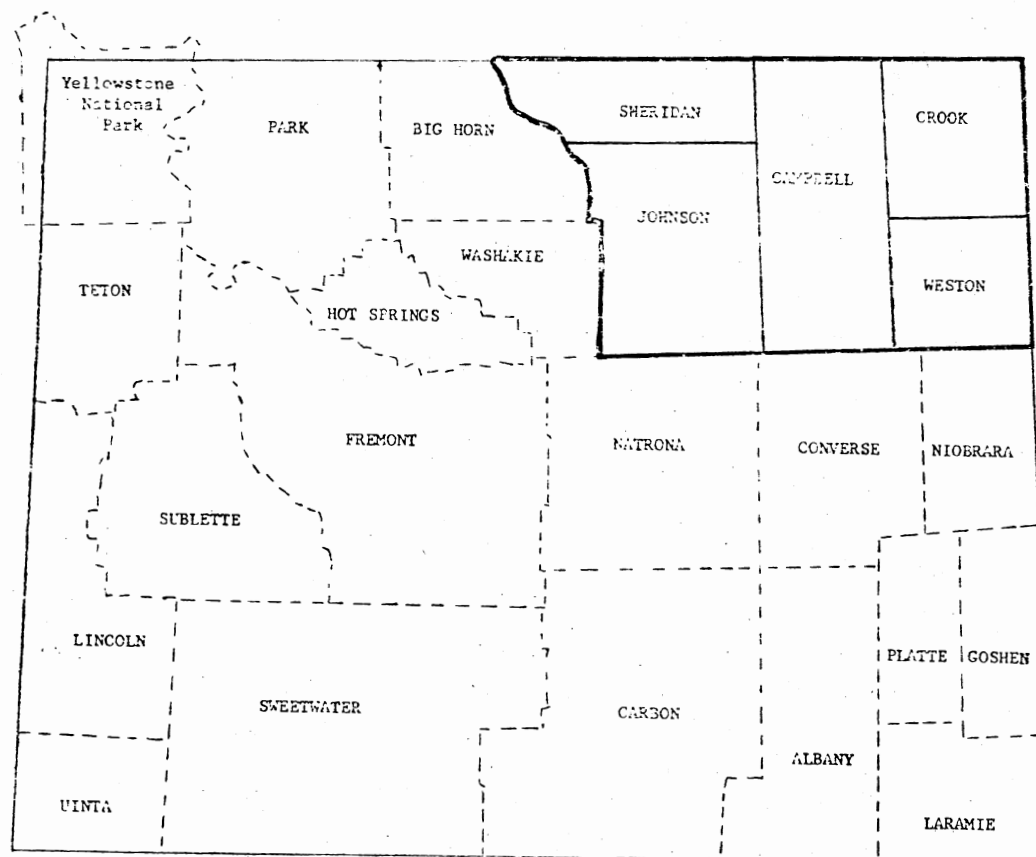 Yellowstone
National
Park
PARK
BIG HORN
SHERIDAN
CROOK
CAMPBELL
JOHNSON
WASHAKIE
TETON
WESTON
HOT SPRINGS
FREMONT
NATRONA
CONVERSE
NIOBRARA
SUBLETTE
LINCOLN
PLATTE
GOSHEN
SWEETWATER
CARBON
ALBANY
UINTA
LARAMIE